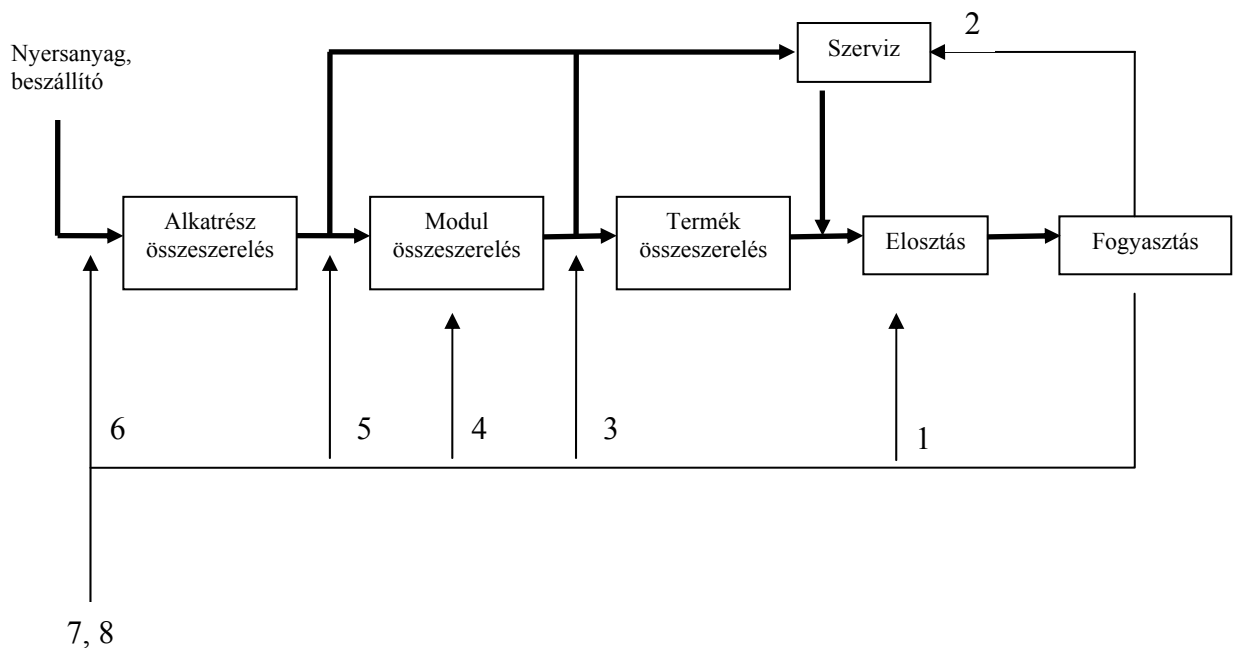 2
Nyersanyag,
beszállító
Szerviz
Alkatrész
összeszerelés
Modul
összeszerelés
Termék
összeszerelés
Elosztás
Fogyasztás
6
5
4
3
1
7, 8